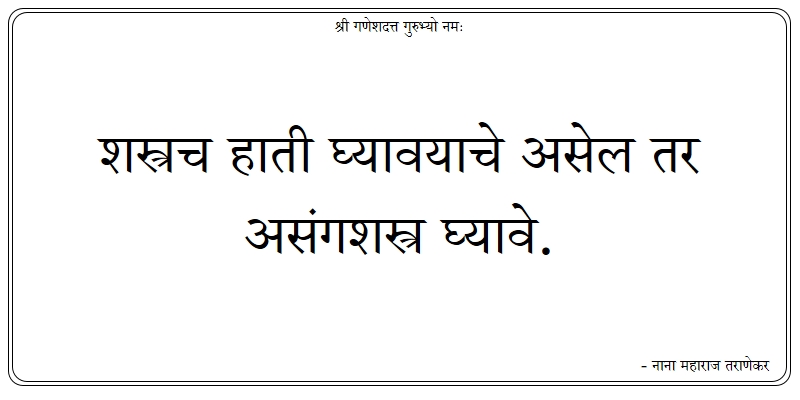 श्री गणेशदत्त गुरुभ्यो नमः
शस्त्रच हाती घ्यावयाचे असेल तर
असंगशस्त्र घ्यावे.
- नाना महाराज तराणेकर